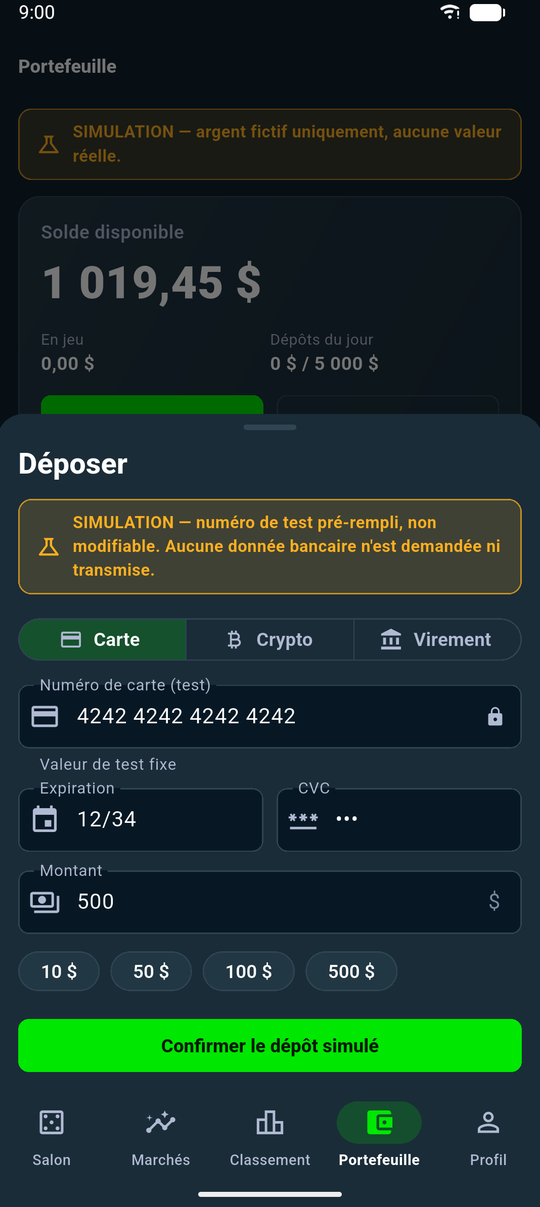 9:00
Portefeuille
SIMULATION — argent fictif uniquement, aucune valeur
réelle.
Solde disponible
1 019,45 $
En jeu
Dépôts du jour
0,00 $
0 $ / 5 000 $
Déposer
SIMULATION — numéro de test pré-rempli, non
modifiable. Aucune donnée bancaire n'est demandée ni
transmise.
Carte
Crypto
Virement
Numéro de carte (test)
4242 4242 4242 4242
Valeur de test fixe
Expiration
CVC
12/34
•••
Montant
500
$
10 $
50 $
100 $
500 $
Confirmer le dépôt simulé
Salon
Marchés
Classement
Portefeuille
Profil